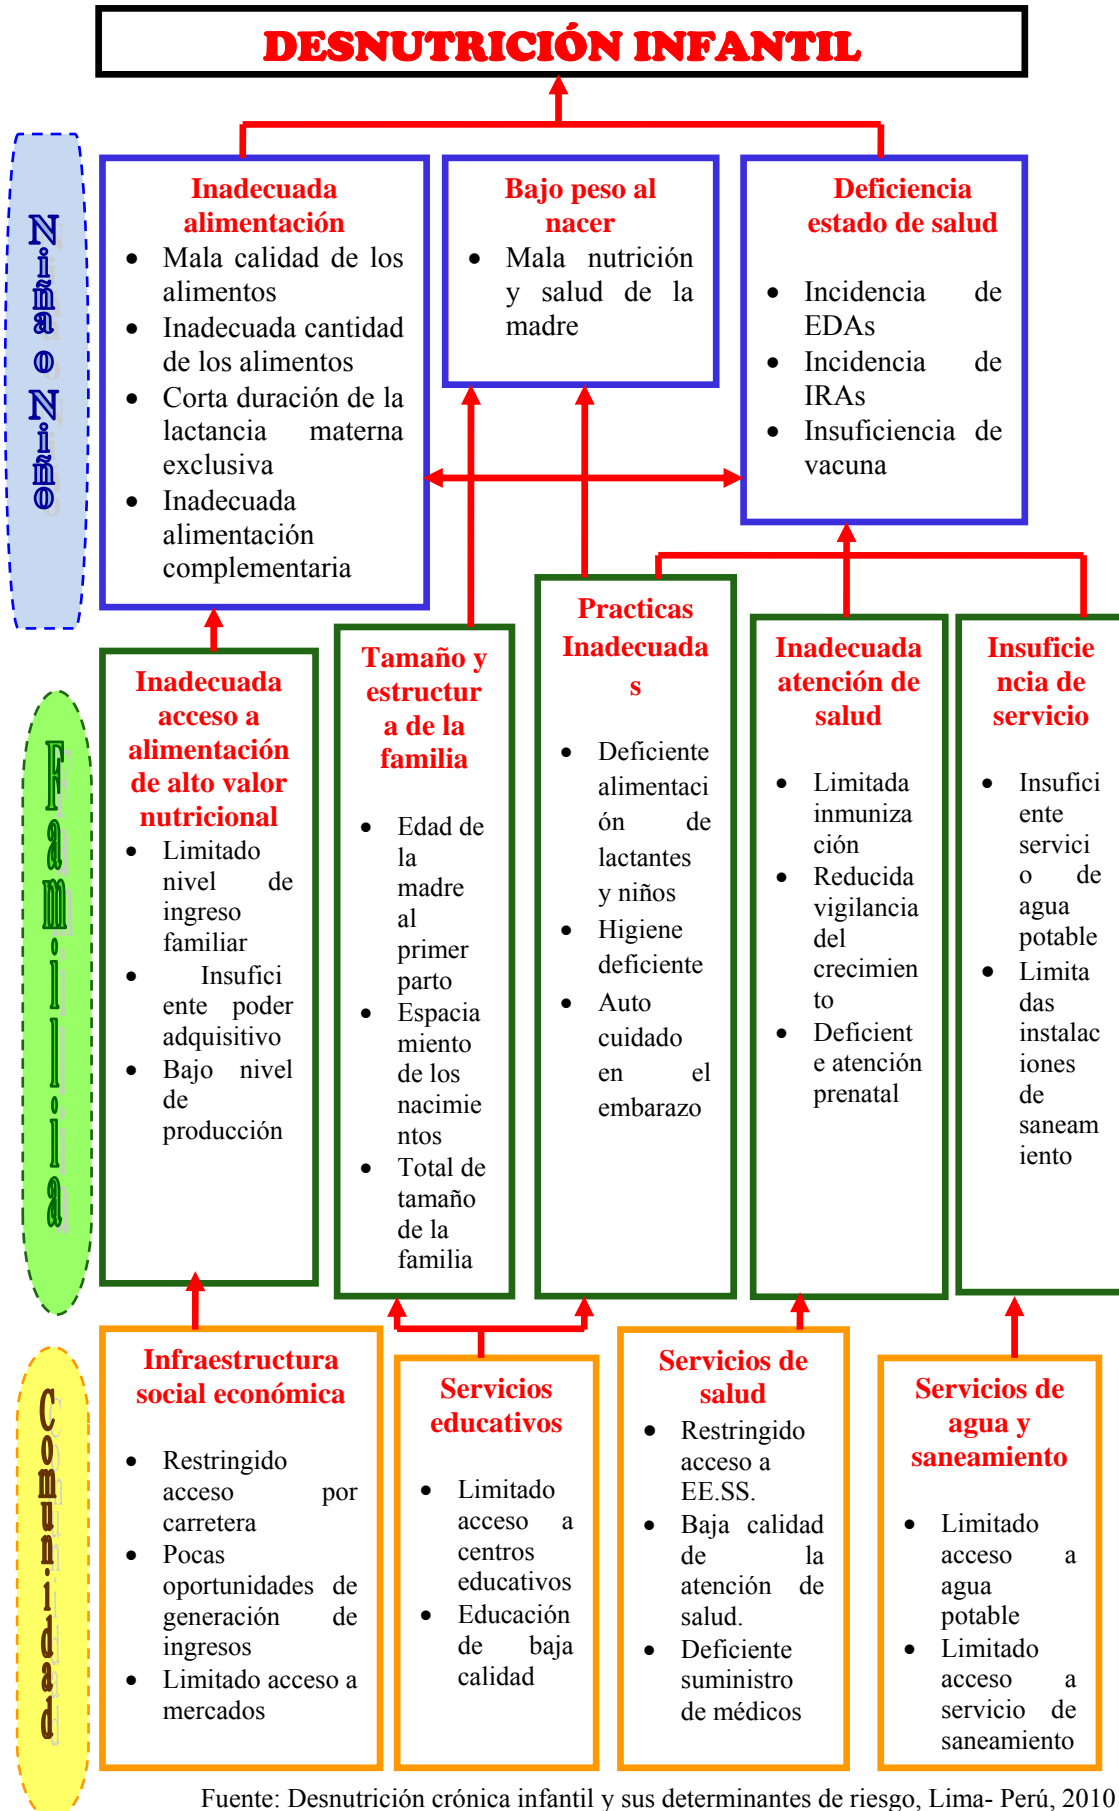 DESNUTRICIÓN INFANTIL
Niña o Niño
Inadecuada
alimentación
• Mala calidad de los
alimentos
• Inadecuada cantidad
de los alimentos
• Corta duración de la
lactancia materna
exclusiva
• Inadecuada
alimentación
complementaria
Bajo peso al
nacer
• Mala nutrición
y salud de la
madre
Deficiencia
estado de salud
• Incidencia de
EDAs
• Incidencia de
IRAs
• Insuficiencia de
vacuna
Familia
Inadecuada
acceso a
alimentación
de alto valor
nutricional
• Limitado
nivel de
ingreso
familiar
• Insufici
ente poder
adquisitivo
• Bajo nivel
de
producción
Tamaño y
estructur
a de la
familia
• Edad de
la
madre
al
primer
parto
• Espacia
miento
de los
nacimie
ntos
• Total de
tamaño
de la
familia
Practicas
Inadecuada
s
• Deficiente
alimentaci
ón de
lactantes
y niños
• Higiene
deficiente
• Auto
cuidado
en el
embarazo
Inadecuada
atención de
salud
• Limitada
inmuniza
ción
• Reducida
vigilancia
del
crecimien
to
• Deficient
e atención
prenatal
Insuficie
ncia de
servicio
• Insufici
ente
servici
o de
agua
potable
• Limita
das
instalac
iones
de
saneam
iento
Comunidad
Infraestructura
social económica
• Restringido
acceso por
carretera
• Pocas
oportunidades de
generación de
ingresos
• Limitado acceso a
mercados
Servicios
educativos
• Limitado
acceso a
centros
educativos
• Educación
de baja
calidad
Servicios de
salud
• Restringido
acceso a
EE.SS.
• Baja calidad
de la
atención de
salud.
• Deficiente
suministro
de médicos
Servicios de
agua y
saneamiento
• Limitado
acceso a
agua
potable
• Limitado
acceso a
servicio de
saneamiento
Fuente: Desnutrición crónica infantil y sus determinantes de riesgo, Lima- Perú, 2010